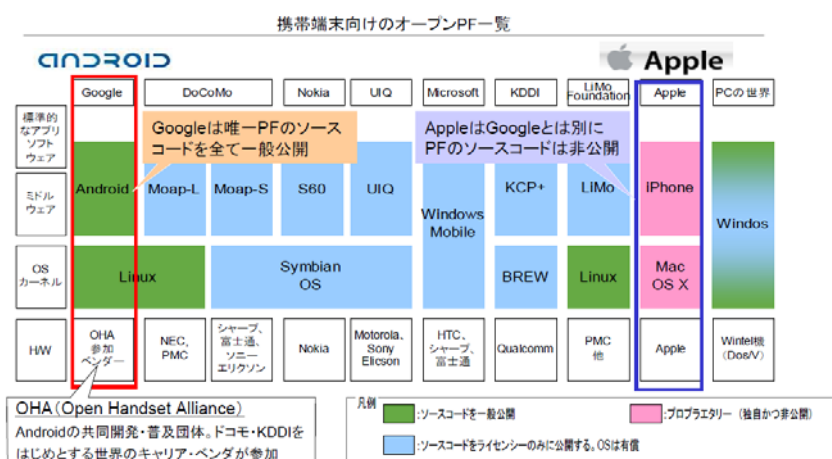 携帯端末向けのオープンPF一覧
ANDROID
Apple
Google
DoCoMo
Nokia
UIQ
Microsoft
KDDI
LiMo
Foundation
Apple
PCの世界
標準的
なアプリ
ソフト
ウェア
Googleは唯一PFのソース
コードを全て一般公開
AppleはGoogleとは別に
PFのソースコードは非公開
ミドル
ウェア
Android
Moap-L
Moap-S
S60
UIQ
Windows
Mobile
KCP+
LiMo
iPhone
Windos
OS
カーネル
Linux
Symbian
OS
BREW
Linux
Mac
OS X
H/W
OHA
参加
ベンダー
NEC,
PMC
シャープ、
富士通、
ソニー
エリクソン
Nokia
Motorola、
Sony
Elicson
HTC、
シャープ、
富士通
Qualcomm
PMC
他
Apple
Wintel機
(Dos/V)
OHA(Open Handset Alliance)
Androidの共同開発・普及団体。ドコモ・KDDIを
はじめとする世界のキャリア・ベンダが参加
凡例
:ソースコードを一般公開
:プロプラエタリー (独自かつ非公開)
:ソースコードをライセンシーのみに公開する。OSは有償